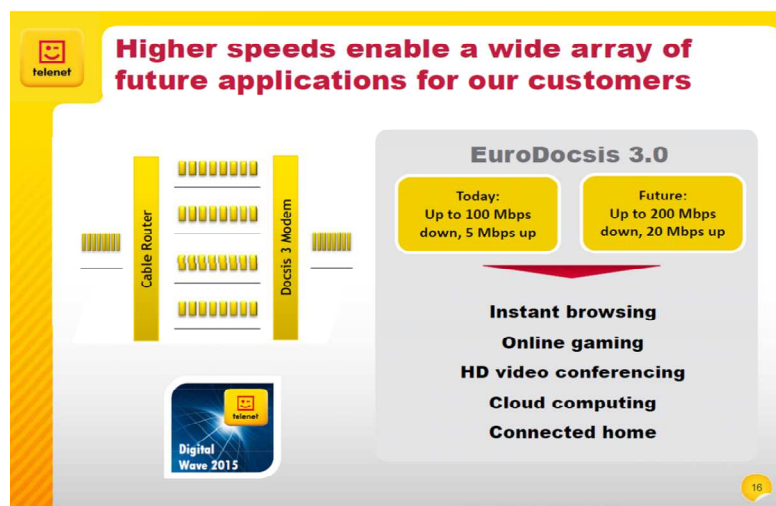 telenet
Higher speeds enable a wide array of
future applications for our customers
Cable Router
Docsis 3 Modem
EuroDocsis 3.0
Today:
Up to 100 Mbps
down, 5 Mbps up
Future:
Up to 200 Mbps
down, 20 Mbps up
Instant browsing
Online gaming
HD video conferencing
Cloud computing
Connected home
telenet
Digital
Wave 2015
16